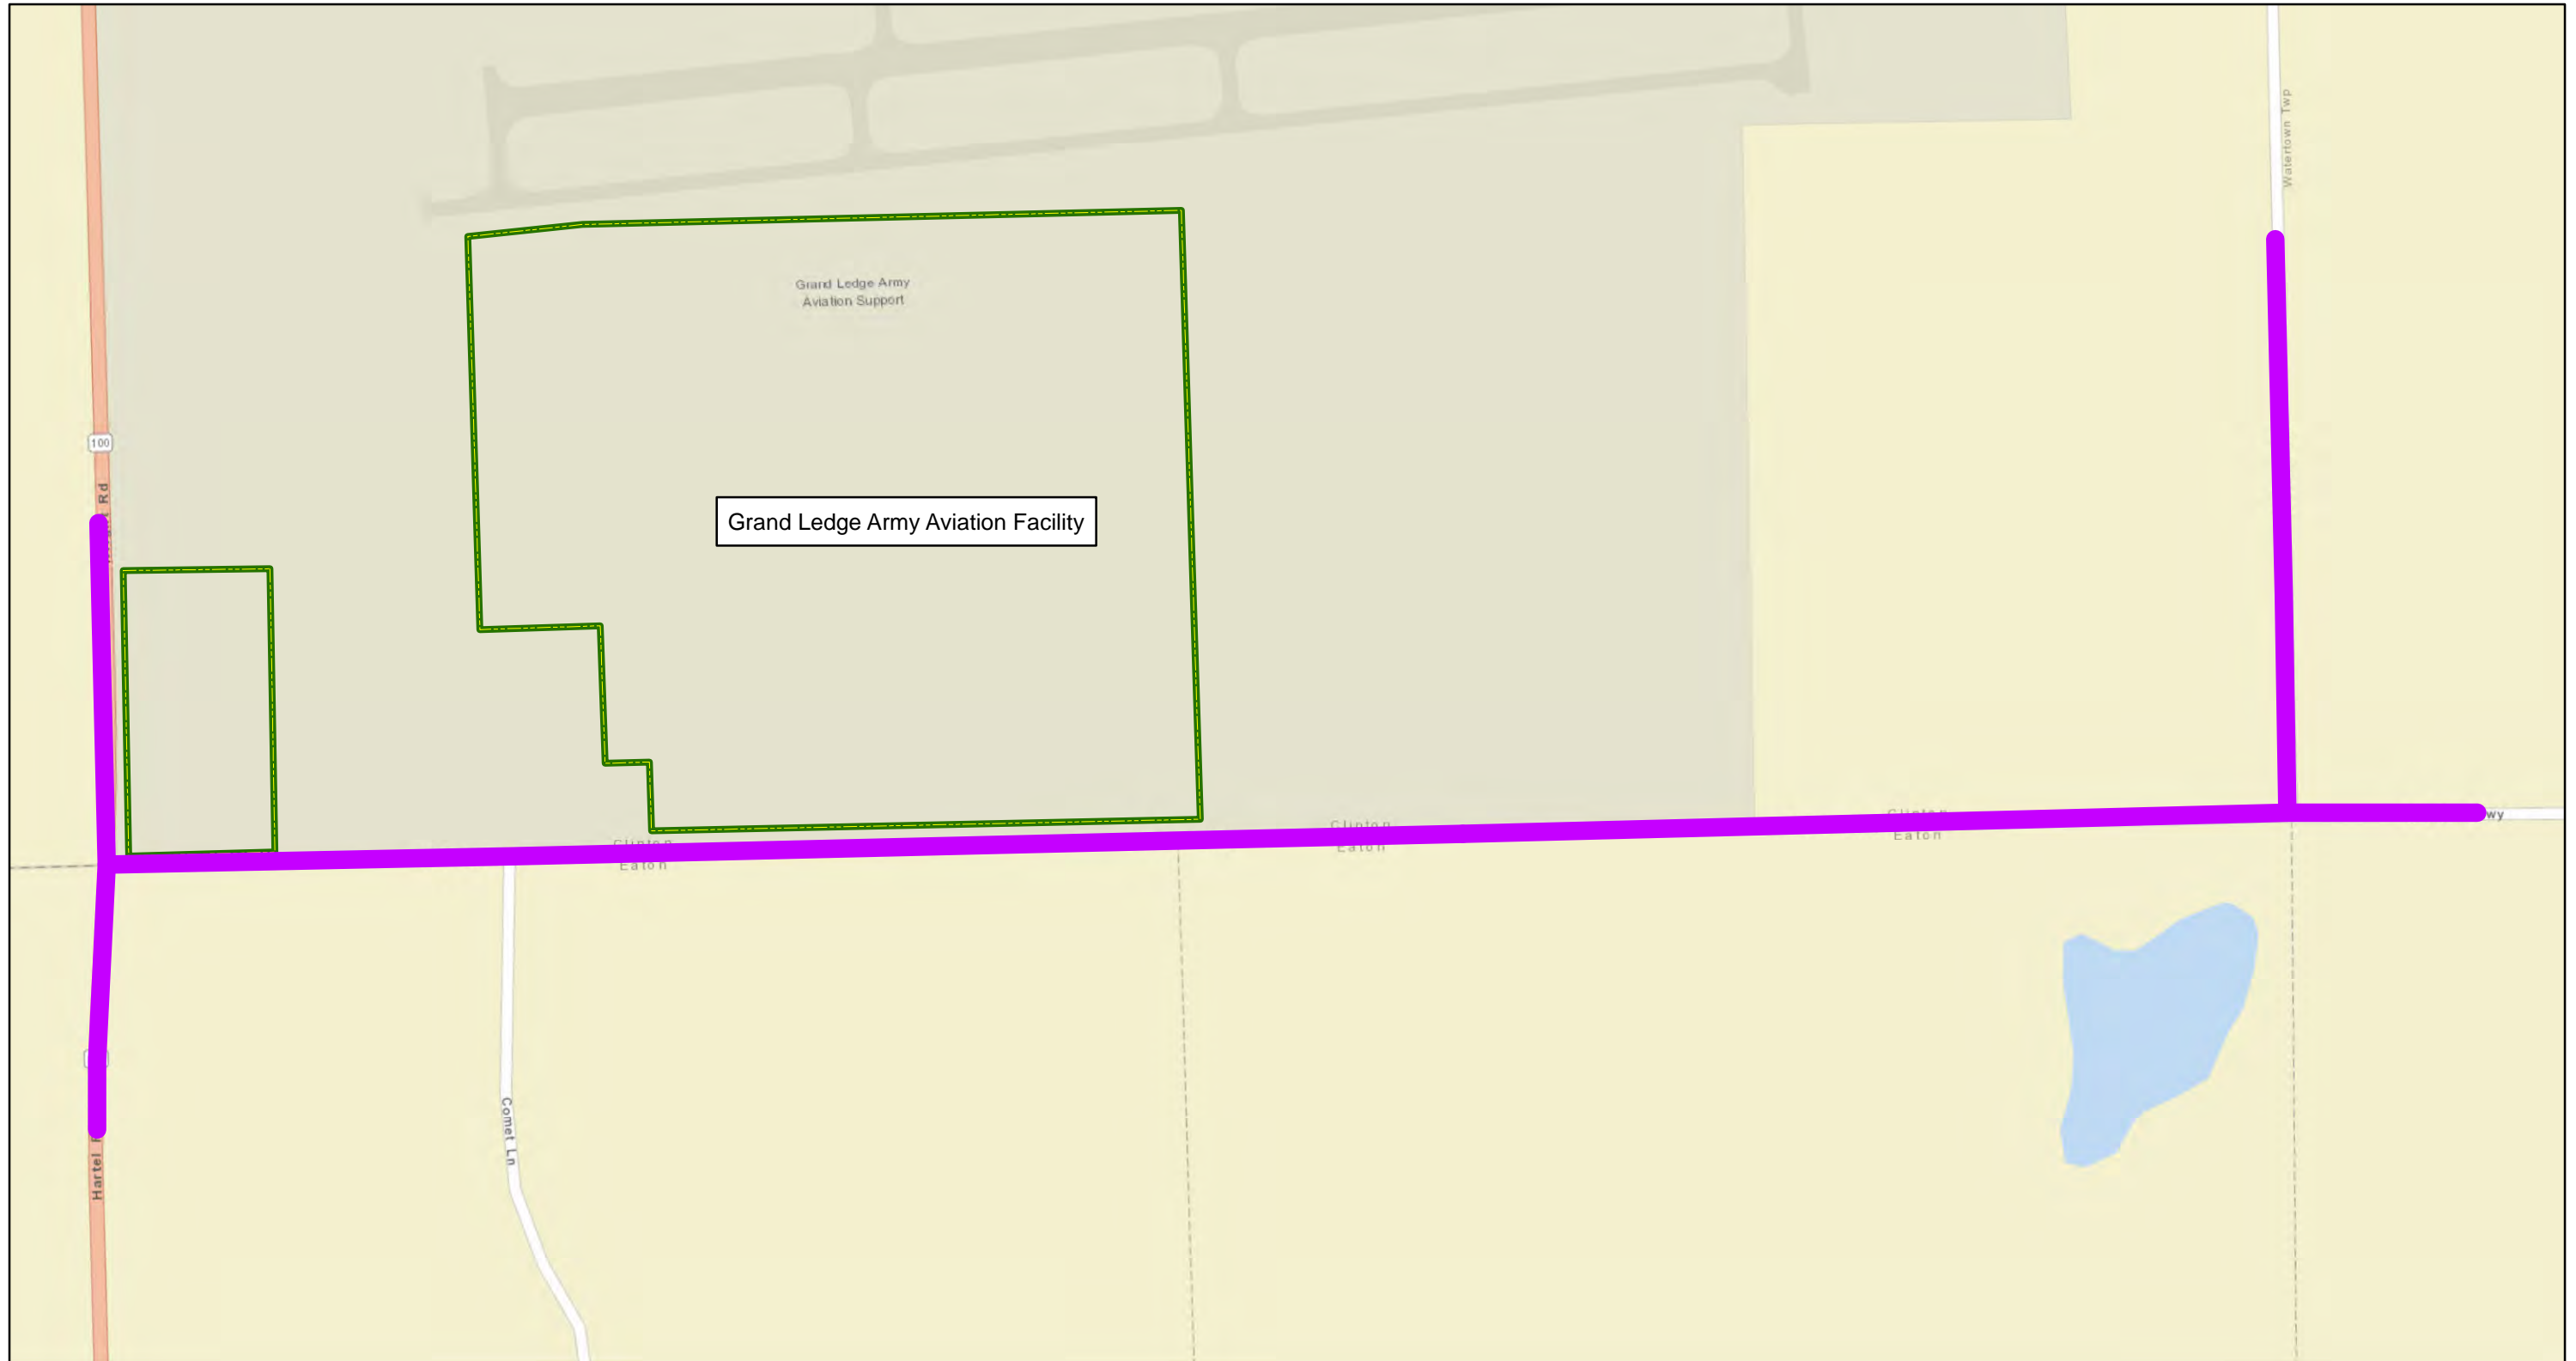 Watertown Twp
Grand Ledge Army
Aviation Support
100
Rd
Grand Ledge Army Aviation Facility
Clinton
Eaton
Clinton
Eaton
Clinton
Eaton
wy
Comet Ln
Hartel